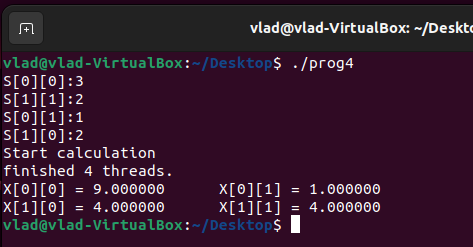 vlad@vlad-VirtualBox: ~/Deskto
vlad@vlad-VirtualBox:~/Desktop$ ./prog4
S[0][0]:3
S[1][1]:2
S[0][1]:1
S[1][0]:2
Start calculation
finished 4 threads.
X[0][0] = 9.000000 X[0][1] = 1.000000
X[1][0] = 4.000000 X[1][1] = 4.000000
vlad@vlad-VirtualBox:~/Desktop$